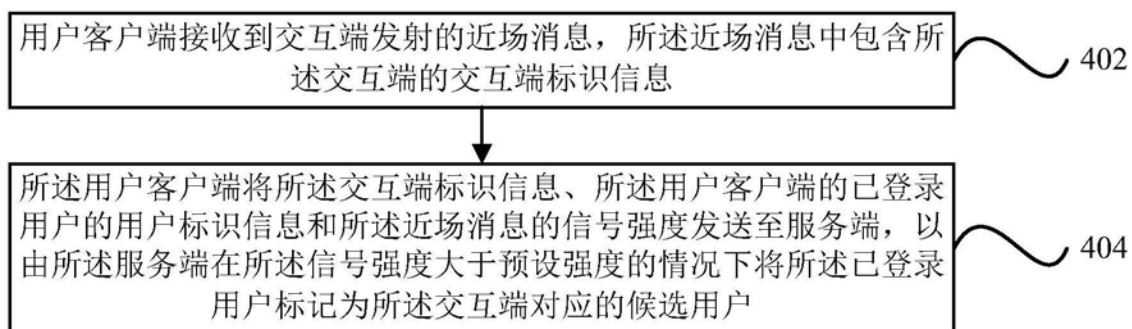 用户客户端接收到交互端发射的近场消息，所述近场消息中包含所
述交互端的交互端标识信息
402
所述用户客户端将所述交互端标识信息、所述用户客户端的已登录
用户的用户标识信息和所述近场消息的信号强度发送至服务端，以
由所述服务端在所述信号强度大于预设强度的情况下将所述已登录
用户标记为所述交互端对应的候选用户
404